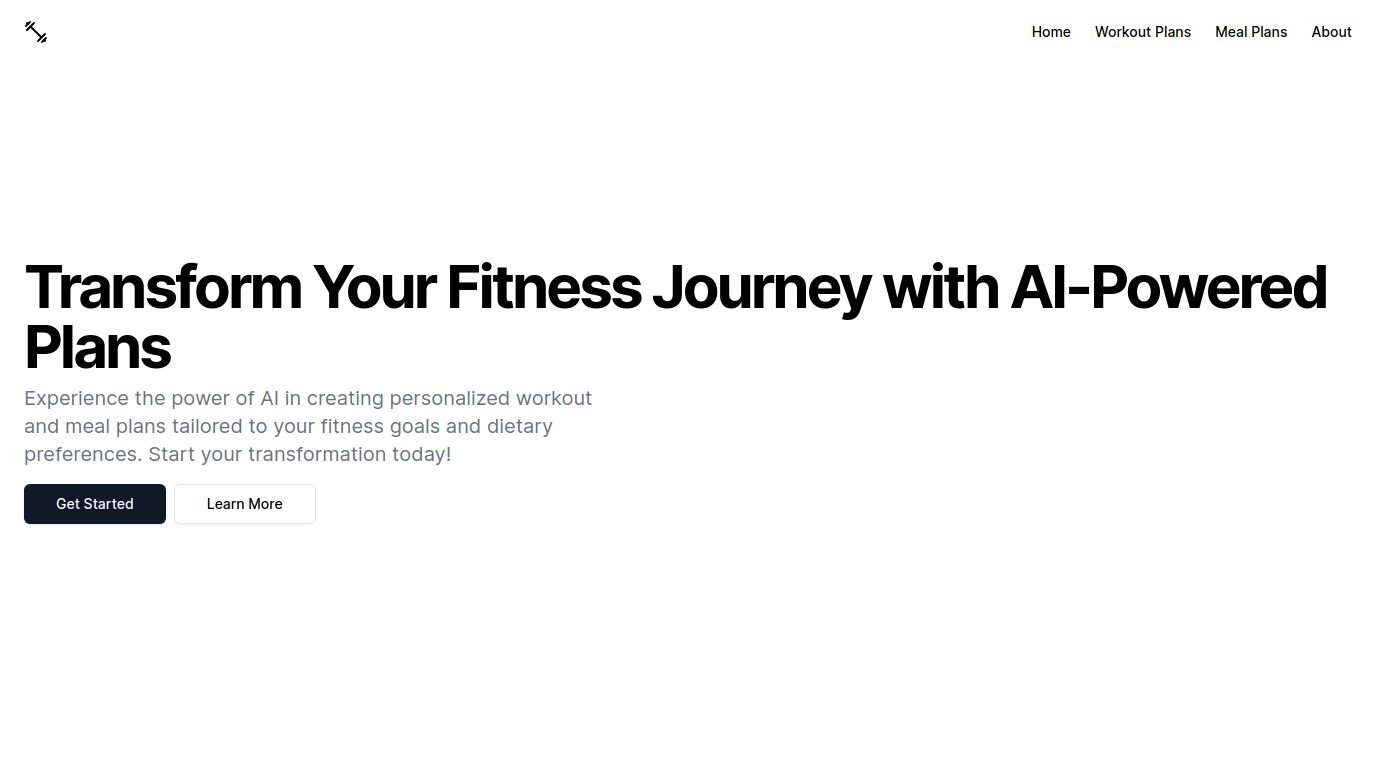 Home
Workout Plans
Meal Plans
About
Transform Your Fitness Journey with AI-Powered
Plans
Experience the power of AI in creating personalized workout
and meal plans tailored to your fitness goals and dietary
preferences. Start your transformation today!
Get Started
Learn More